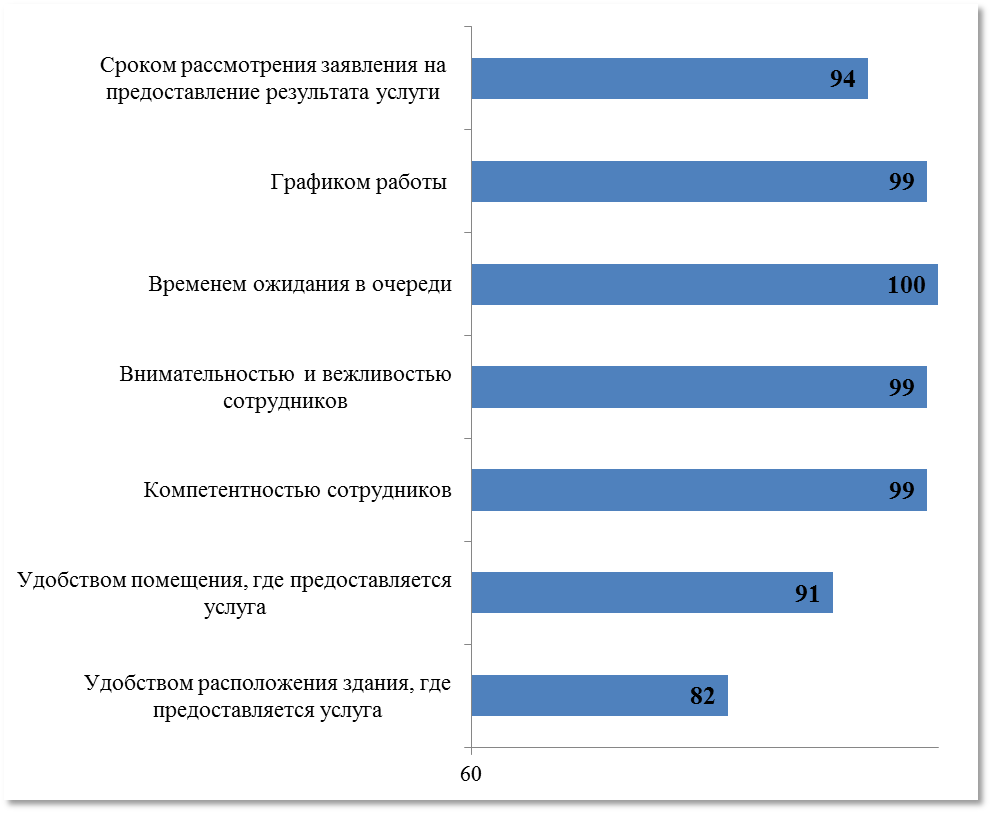 Сроком рассмотрения заявления на
предоставление результата услуги
94
Графиком работы
99
Временем ожидания в очереди
100
Внимательностью и вежливостью
сотрудников
99
Компетентностью сотрудников
99
Удобством помещения, где предоставляется
услуга
91
Удобством расположения здания, где
предоставляется услуга
82
60